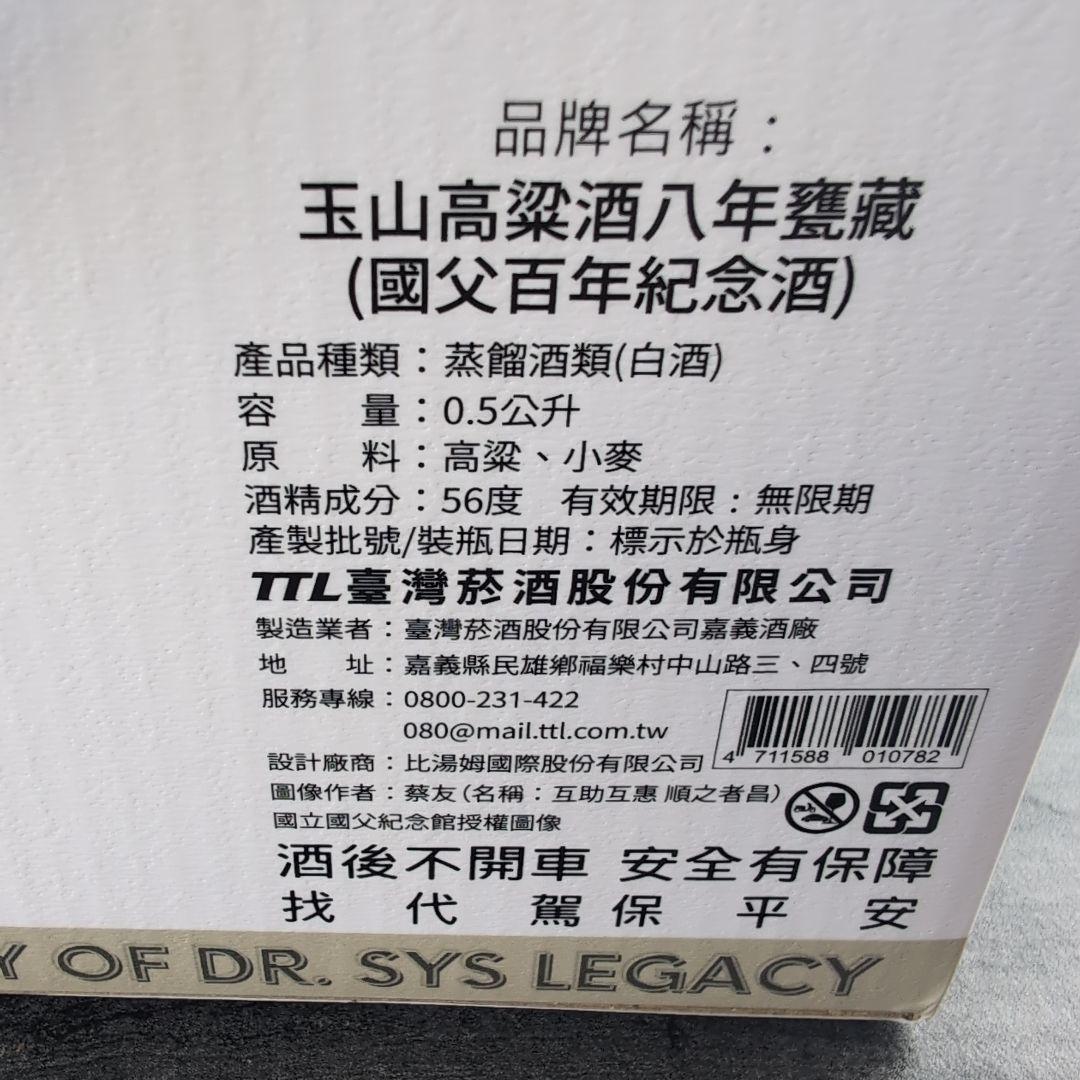 品牌名稱：
玉山高粱酒八年甕藏
(國父百年紀念酒)
產品種類：蒸餾酒類(白酒)
容量：0.5公升
原料：高粱、小麥
酒精成分：56度 有效期限：無限期
產製批號/裝瓶日期：標示於瓶身
TTL臺灣菸酒股份有限公司
製造業者：臺灣菸酒股份有限公司嘉義酒廠
地址：嘉義縣民雄鄉福樂村中山路三、四號
服務專線：0800-231-422
080@mail.ttl.com.tw
4 711588 010782
設計廠商：比湯姆國際股份有限公司
圖像作者：蔡友(名稱：互助互惠 順之者昌)
國立國父紀念館授權圖像
酒後不開車 安全有保障
找代駕保平安
Y OF DR. SYS LEGACY